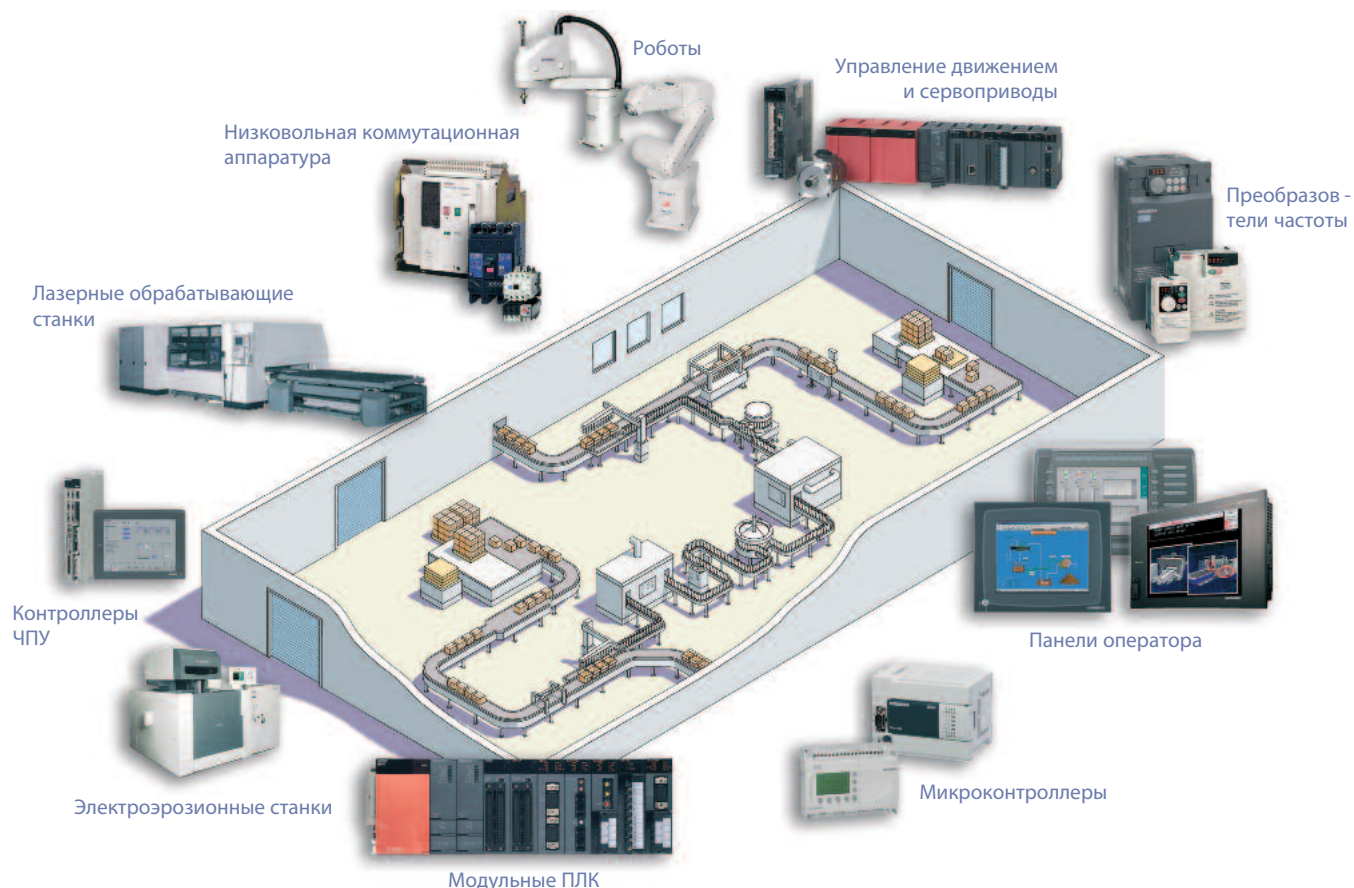 Роботы
Управление движением
и сервоприводы
Низковольная коммутационная
аппаратура
Преобразов -
тели частоты
Лазерные обрабатывающие
станки
Контроллеры
ЧПУ
Панели оператора
Электроэрозионные станки
Микроконтроллеры
Модульные ПЛК